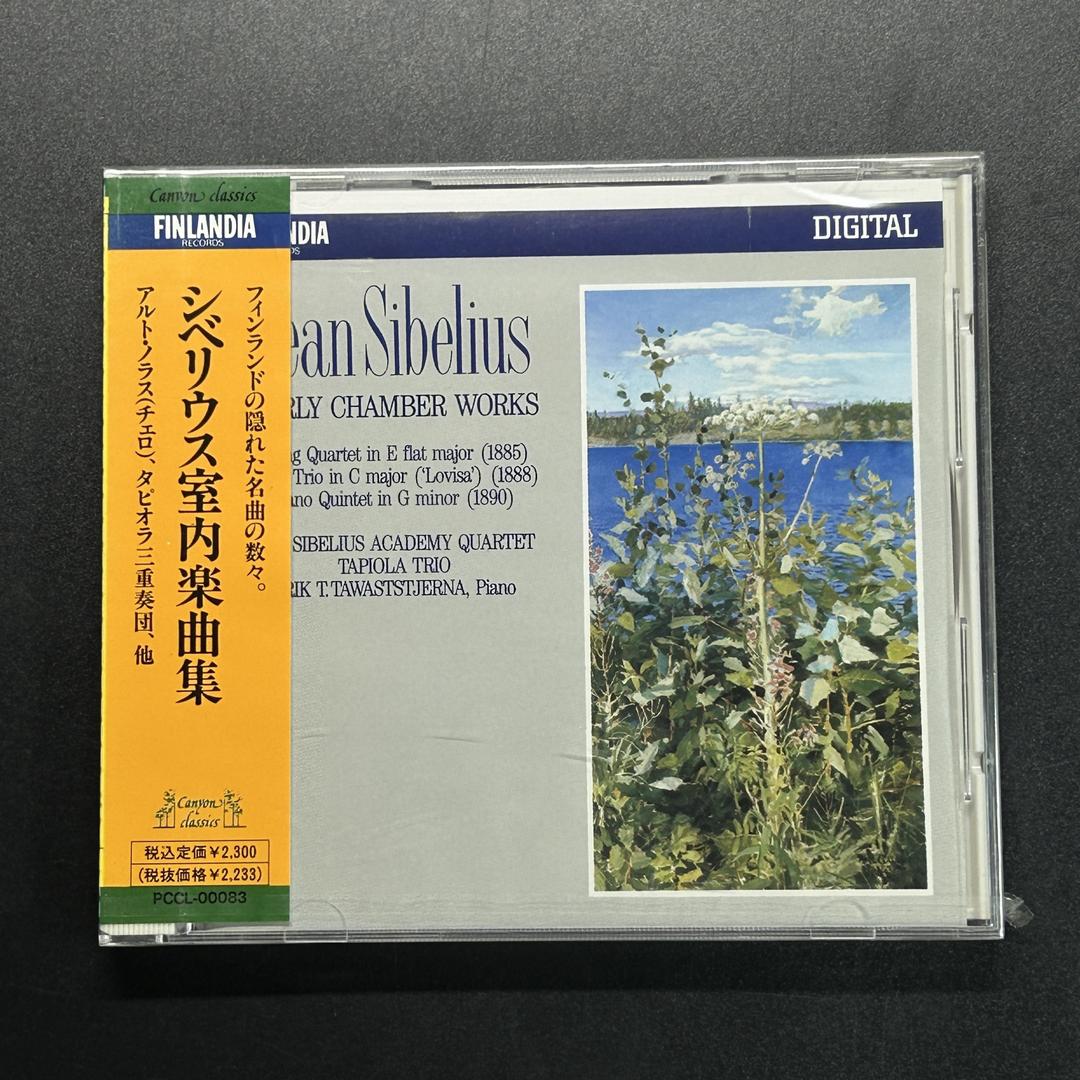 Canyon classics
FINLANDIA
RECORDS
フィンランドの隠れた名曲の数々。
シベリウス室内楽曲集
アルト・ノラス(チェロ)、タピオラ三重奏団、他
Canyon
classics
税込定価¥2,300
(税抜価格¥2,233)
PCCL-00083
NDIA
DS
DIGITAL
ean Sibelius
RLY CHAMBER WORKS
ng Quartet in E flat major (1885)
Trio in C major ('Lovisa') (1888)
ano Quintet in G minor (1890)
SIBELIUS ACADEMY QUARTET
TAPIOLA TRIO
RIK T. TAWASTSTJERNA, Piano